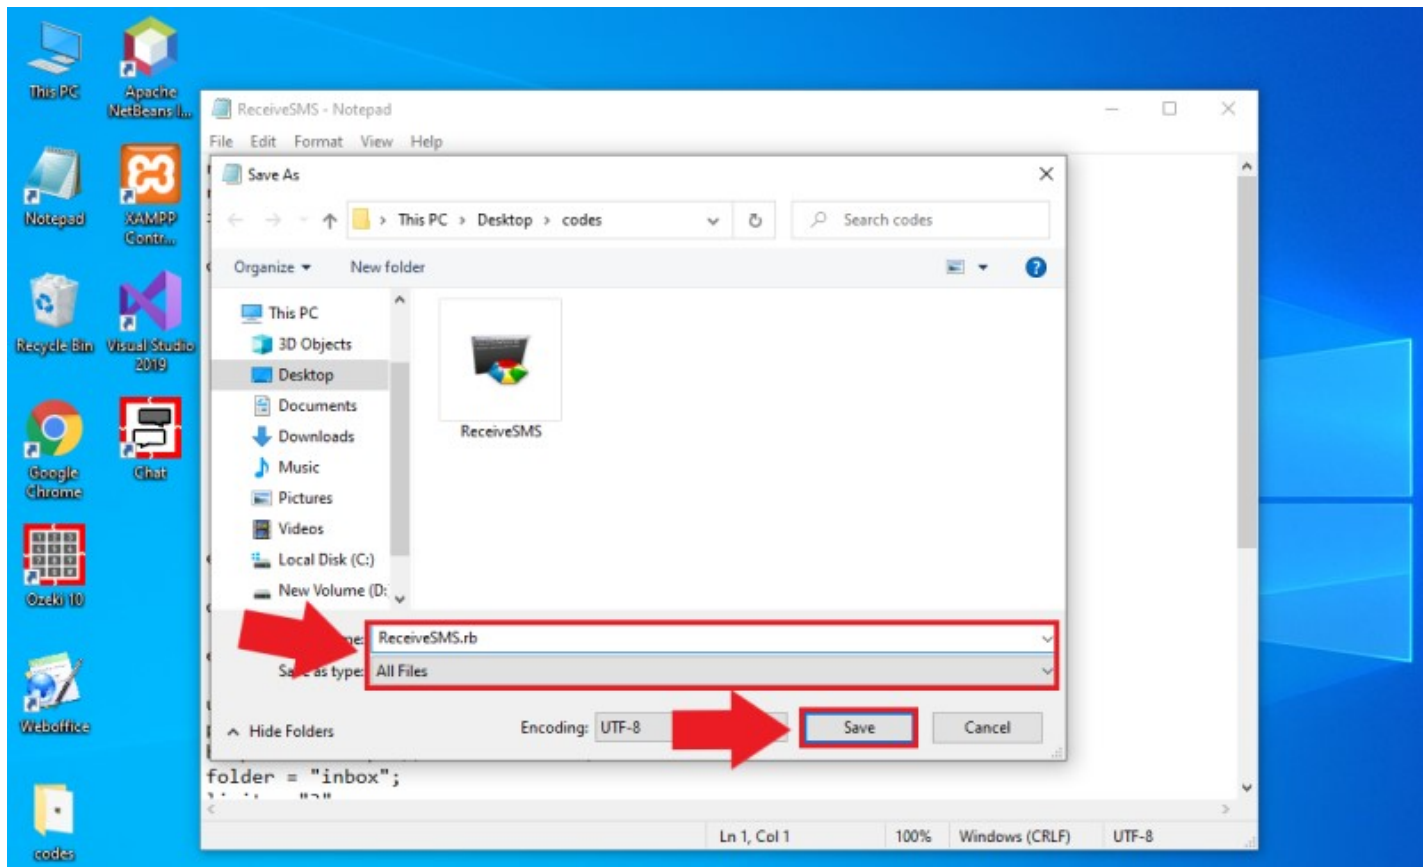 This PC
Apache
NetBeans I...
Notepad
XAMPP
Contr...
Recycle Bin
Visual Studio
2019
Google
Chrome
Chat
Ozeki 10
Weboffice
codes
ReceiveSMS - Notepad
File Edit Format View Help
Save As
This PC > Desktop > codes
Search codes
Organize
New folder
This PC
3D Objects
Desktop
Documents
Downloads
Music
Pictures
Videos
Local Disk (C:)
New Volume (D:
ReceiveSMS
ReceiveSMS.rb
Save as type: All Files
Hide Folders
Encoding: UTF-8
Save
Cancel
folder = "inbox";
Ln 1, Col 1
100%
Windows (CRLF)
UTF-8